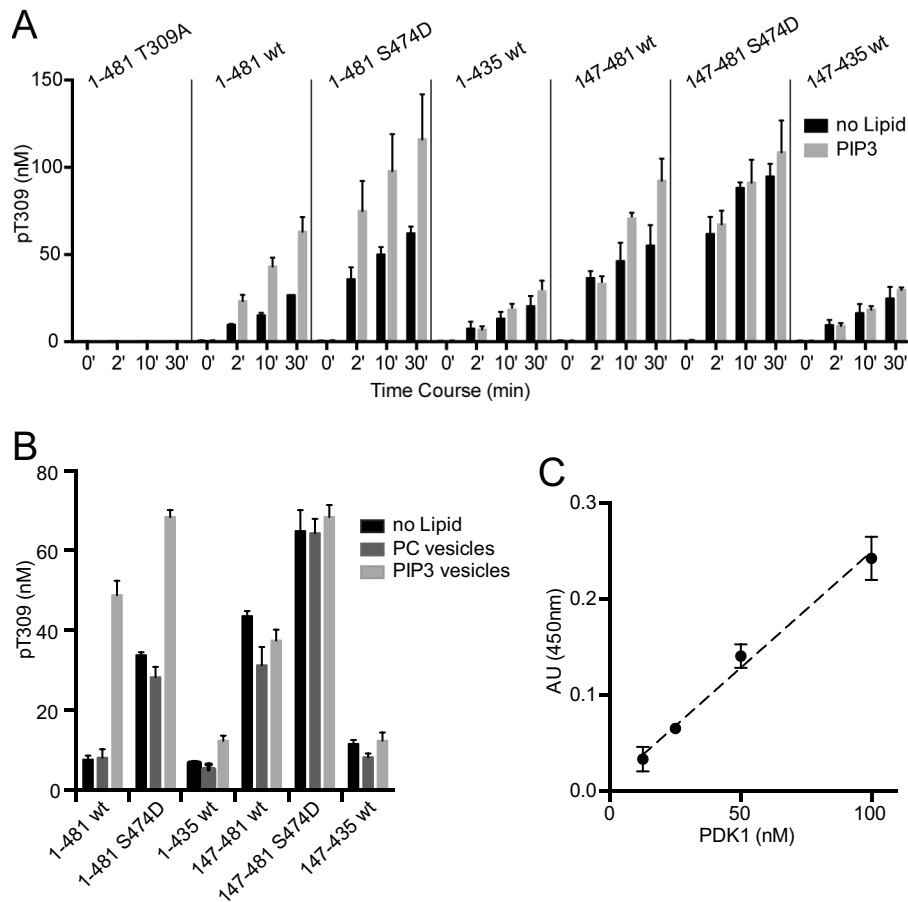 A
1-481 T309A
1-481 wt
1-481 S474D
1-435 wt
147-481 wt
147-481 S474D
147-435 wt
150
100
50
0
pT309 (nM)
no Lipid
PIP3
0' 2' 10' 30' 0' 2' 10' 30' 0' 2' 10' 30' 0' 2' 10' 30' 0' 2' 10' 30' 0' 2' 10' 30' 0' 2' 10' 30'
Time Course (min)
B
80
60
40
20
0
pT309 (nM)
no Lipid
PC vesicles
PIP3 vesicles
1-481 wt
1-481 S474D
1-435 wt
147-481 wt
147-481 S474D
147-435 wt
C
0.3
0.2
0.1
0.0
AU (450nm)
0 50 100
PDK1 (nM)